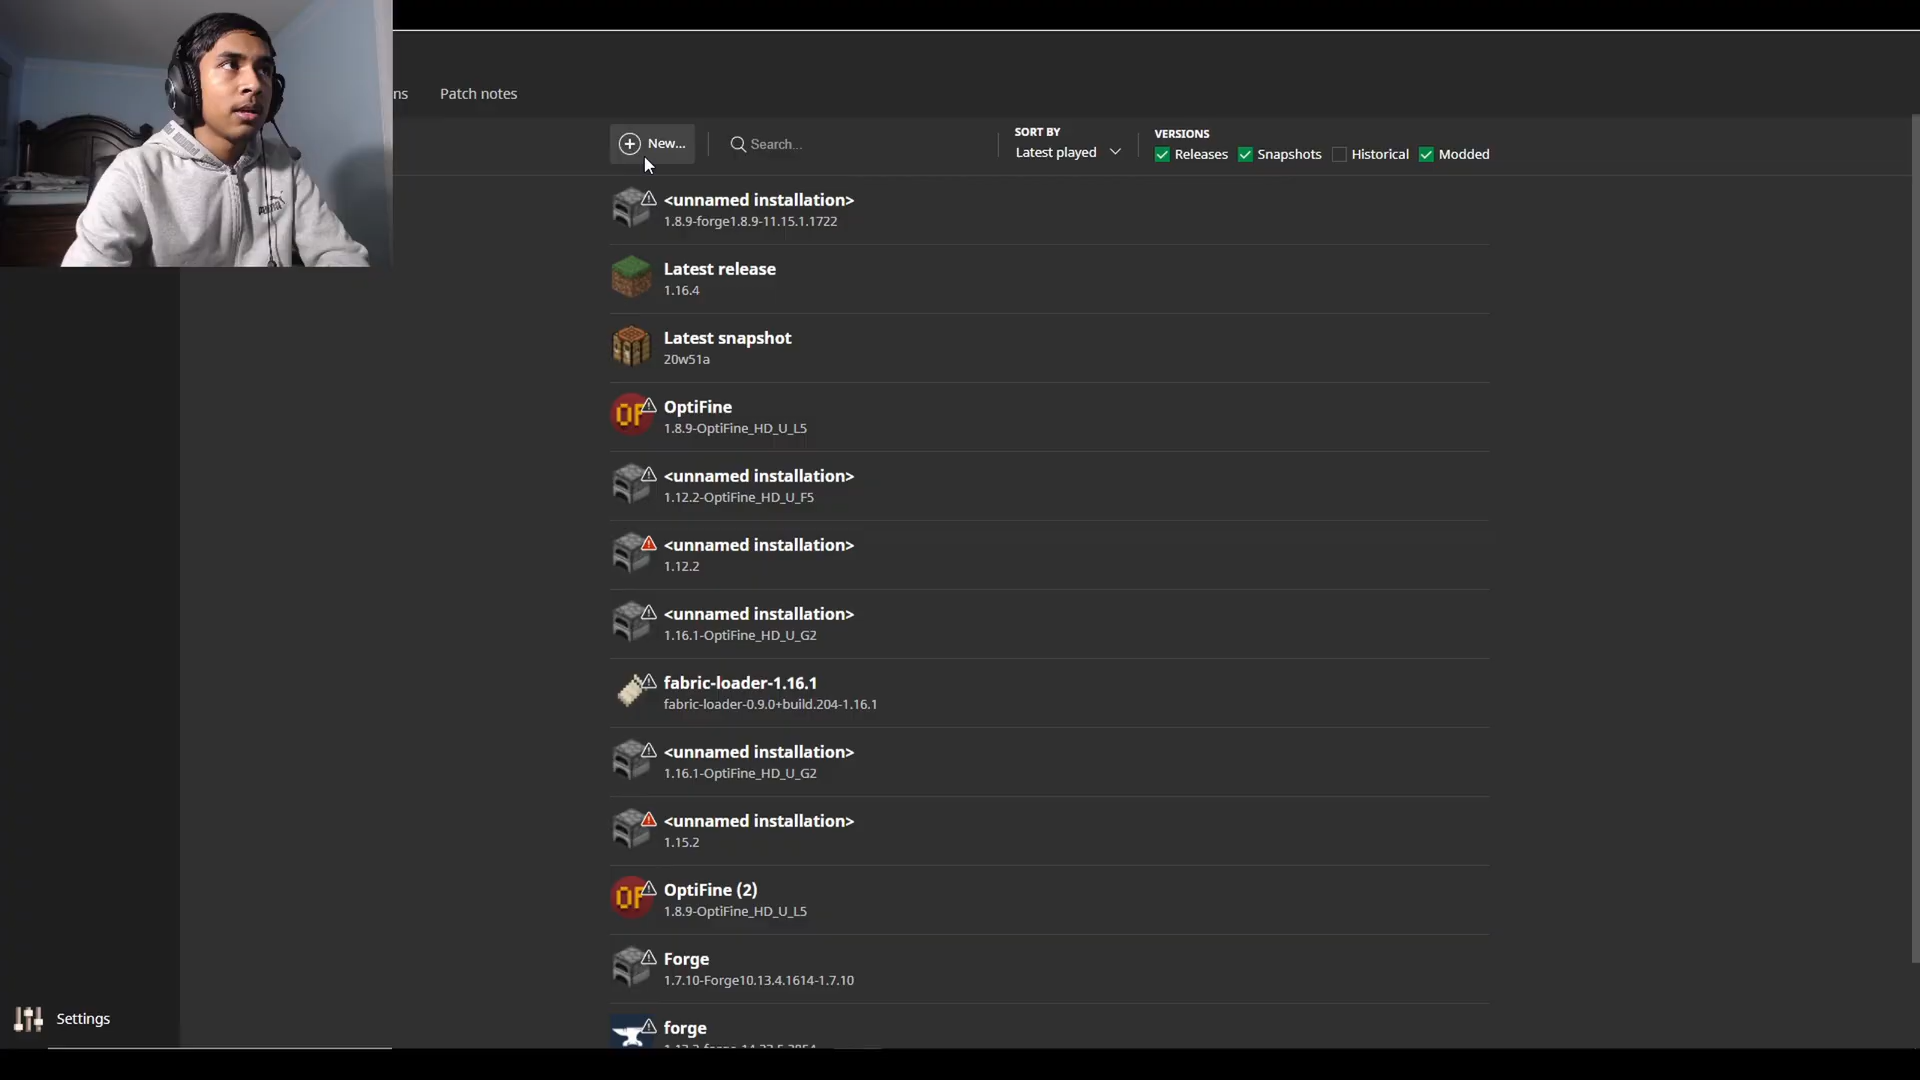 ns
Patch notes
New...
Search...
SORT BY
Latest played
VERSIONS
Releases
Snapshots
Historical
Modded
<unnamed installation>
1.8.9-forge1.8.9-11.15.1.1722
Latest release
1.16.4
Latest snapshot
20w51a
OF
OptiFine
1.8.9-OptiFine_HD_U_L5
<unnamed installation>
1.12.2-OptiFine_HD_U_F5
<unnamed installation>
1.12.2
<unnamed installation>
1.16.1-OptiFine_HD_U_G2
fabric-loader-1.16.1
fabric-loader-0.9.0+build.204-1.16.1
<unnamed installation>
1.16.1-OptiFine_HD_U_G2
<unnamed installation>
1.15.2
OF
OptiFine (2)
1.8.9-OptiFine_HD_U_L5
Forge
1.7.10-Forge10.13.4.1614-1.7.10
forge
Settings